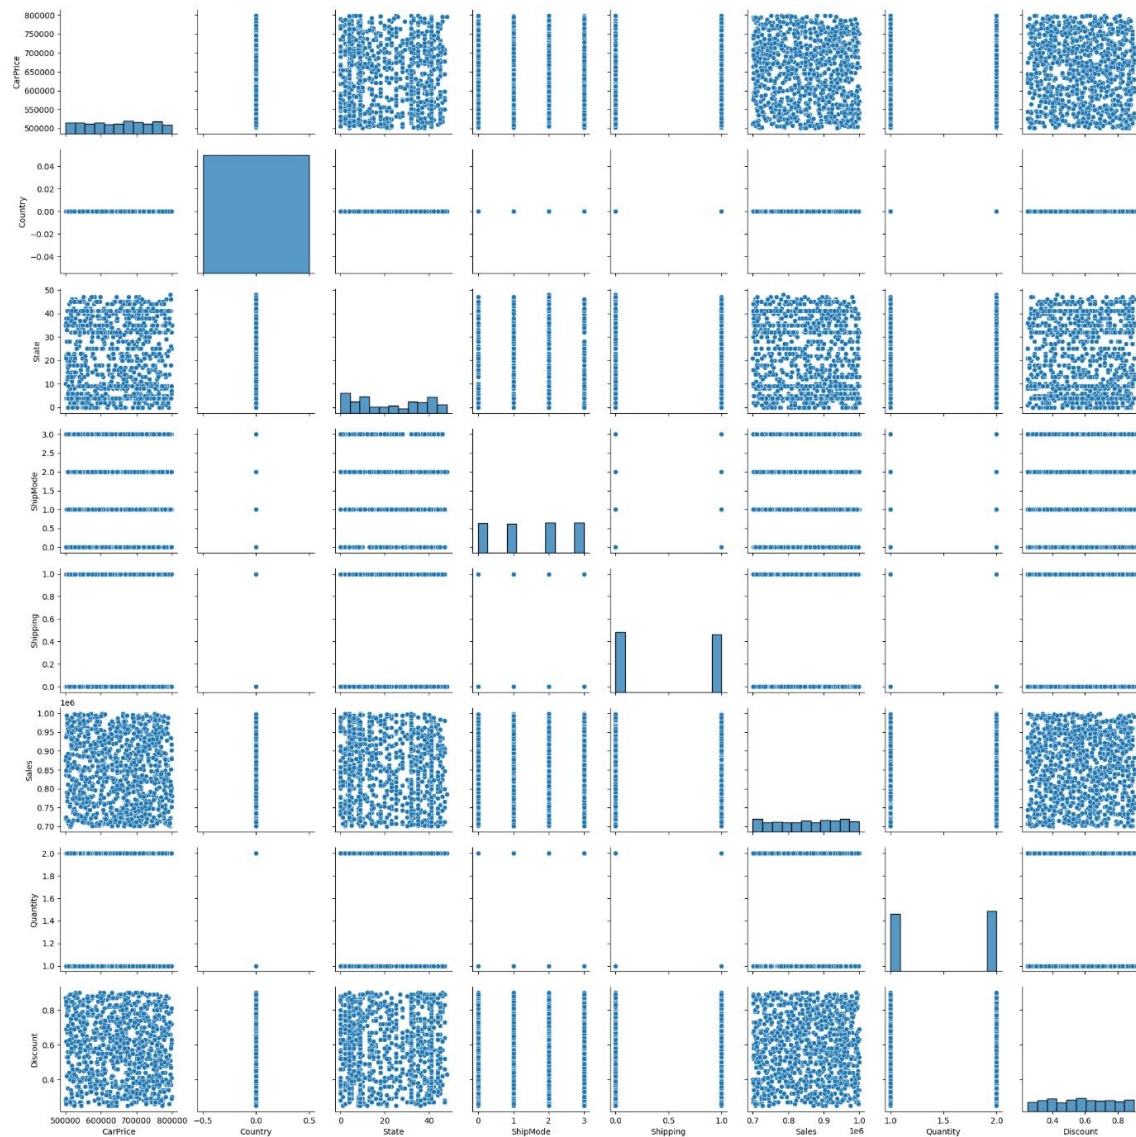 800000
750000
700000
650000
600000
550000
500000
CarPrice
0.04
0.02
0.00
−0.02
−0.04
Country
50
40
30
20
10
0
State
3.0
2.5
2.0
1.5
1.0
0.5
0.0
ShipMode
1.0
0.8
0.6
0.4
0.2
0.0
Shipping
1e6
1.00
0.95
0.90
0.85
0.80
0.75
0.70
Sales
2.0
1.8
1.6
1.4
1.2
1.0
Quantity
0.8
0.6
0.4
Discount
500000 600000 700000 800000
CarPrice
−0.5 0.0 0.5
Country
0 20 40
State
0 1 2 3
ShipMode
0.0 0.5 1.0
Shipping
0.7 0.8 0.9 1.0
1e6
Sales
1.0 1.5 2.0
Quantity
0.4 0.6 0.8
Discount